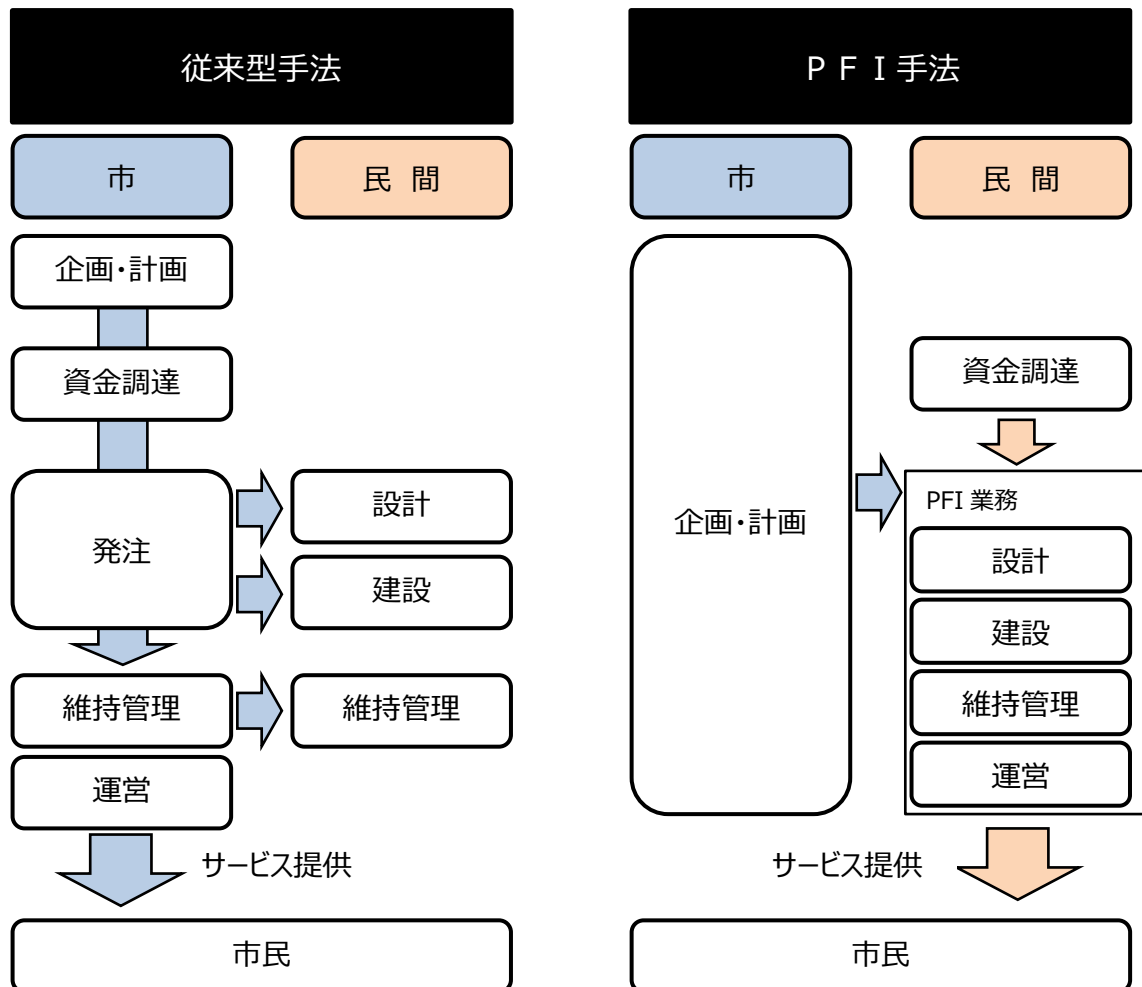 従来型手法
市
民 間
企画・計画
資金調達
発注
設計
建設
維持管理
維持管理
運営
サービス提供
市民
ＰＦＩ手法
市
民 間
企画・計画
資金調達
PFI 業務
設計
建設
維持管理
運営
サービス提供
市民